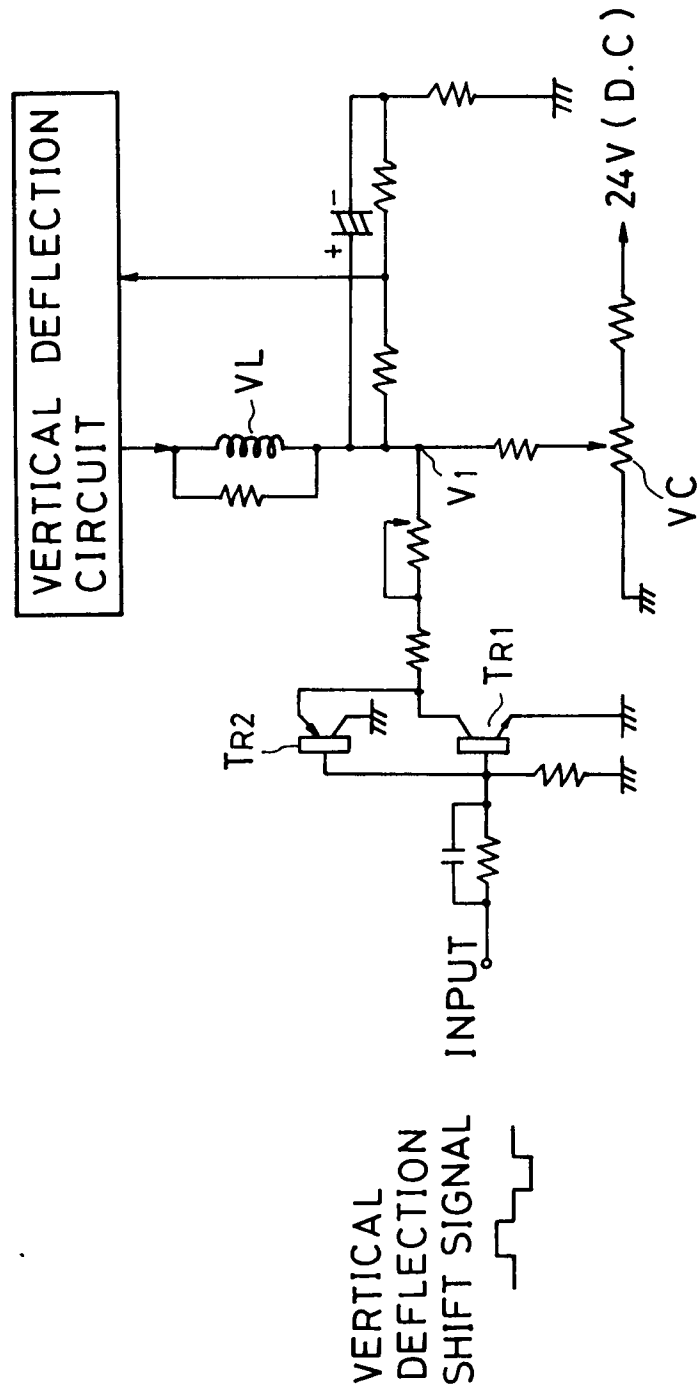 VERTICAL DEFLECTION
CIRCUIT
VL
+
-
V1
VC
24V (D.C)
TR2
TR1
INPUT
VERTICAL
DEFLECTION
SHIFT SIGNAL